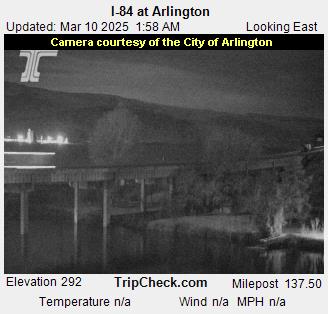 I-84 at Arlington
Updated: Mar 10 2025 1:58 AM Looking East
Camera courtesy of the City of Arlington
Elevation 292 TripCheck.com Milepost 137.50
Temperature n/a Wind n/a MPH n/a